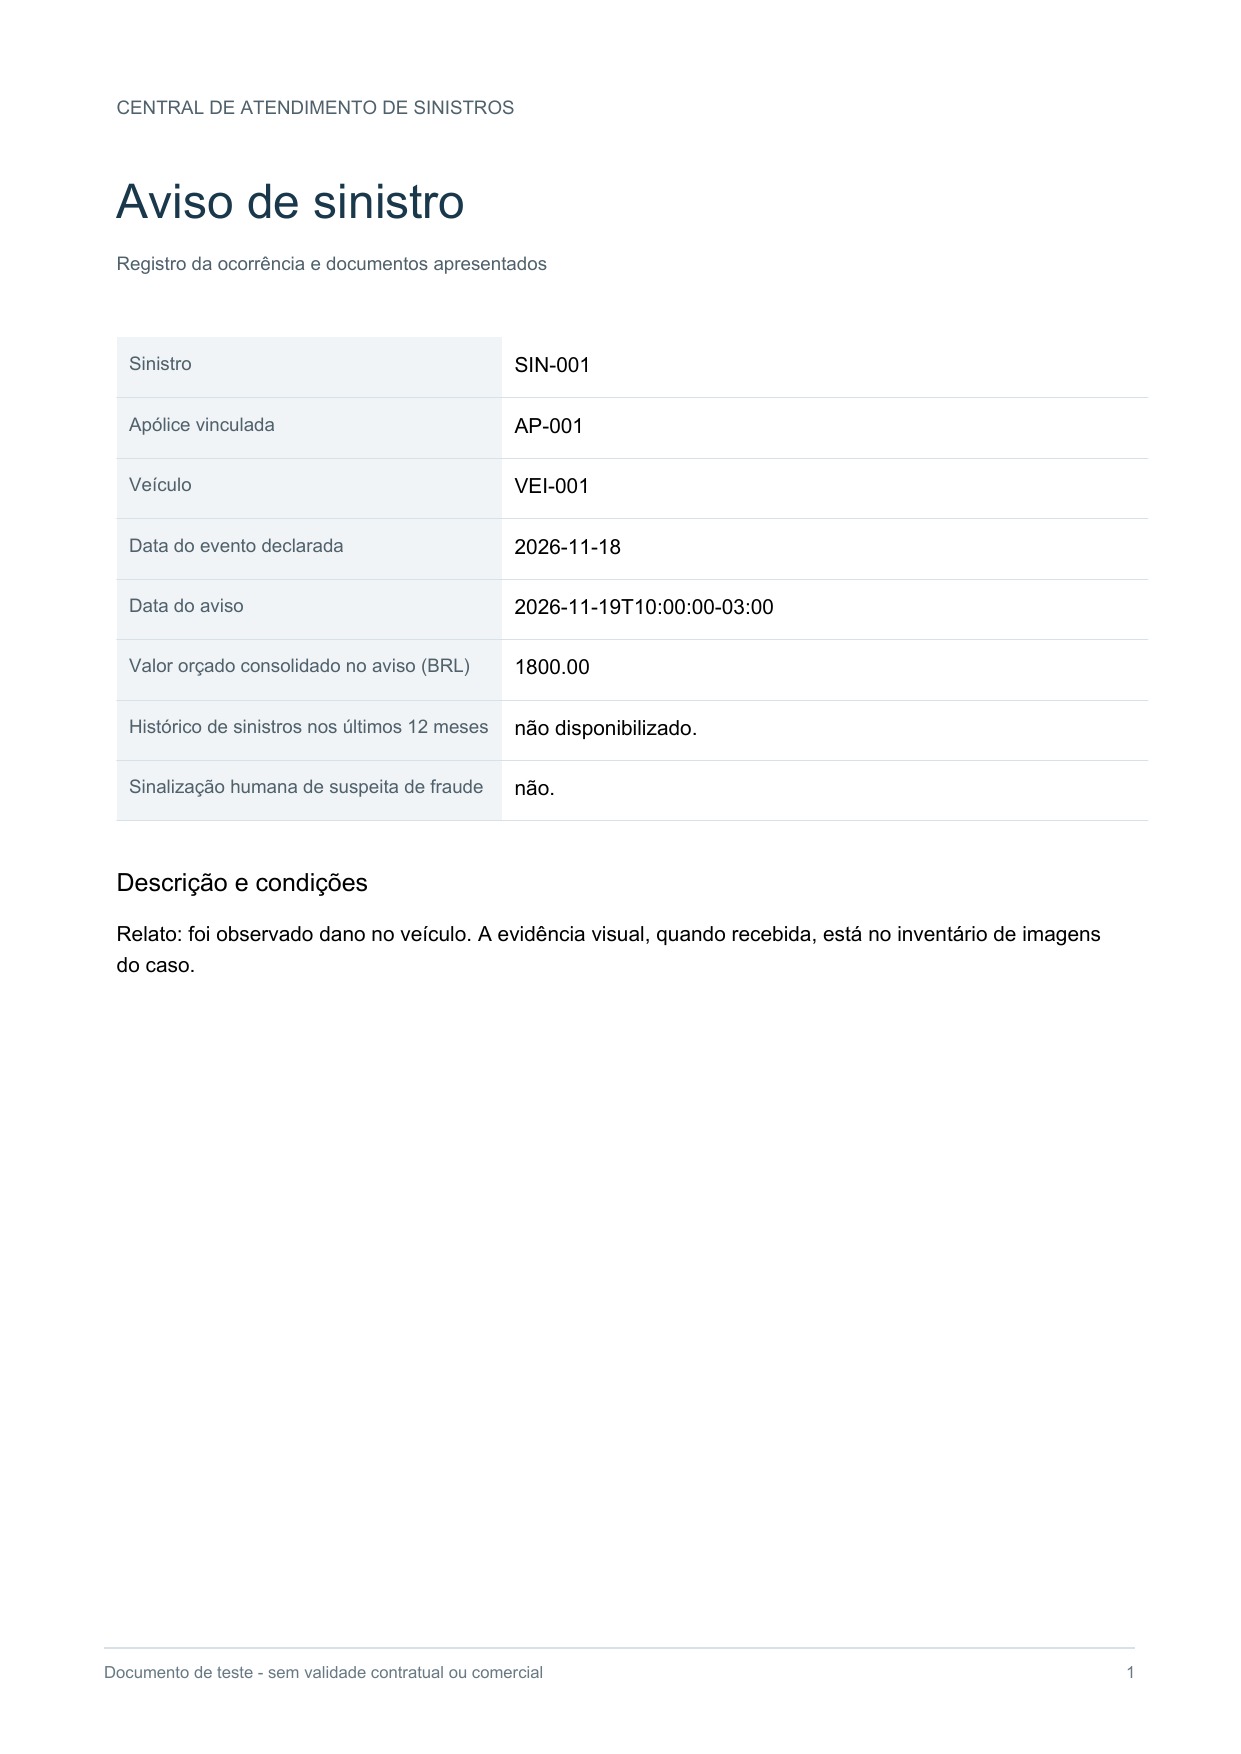 CENTRAL DE ATENDIMENTO DE SINISTROS
Aviso de sinistro
Registro da ocorrência e documentos apresentados
Sinistro SIN-001
Apólice vinculada AP-001
Veículo VEI-001
Data do evento declarada 2026-11-18
Data do aviso 2026-11-19T10:00:00-03:00
Valor orçado consolidado no aviso (BRL) 1800.00
Histórico de sinistros nos últimos 12 meses não disponibilizado.
Sinalização humana de suspeita de fraude não.
Descrição e condições
Relato: foi observado dano no veículo. A evidência visual, quando recebida, está no inventário de imagens
do caso.
Documento de teste - sem validade contratual ou comercial 1